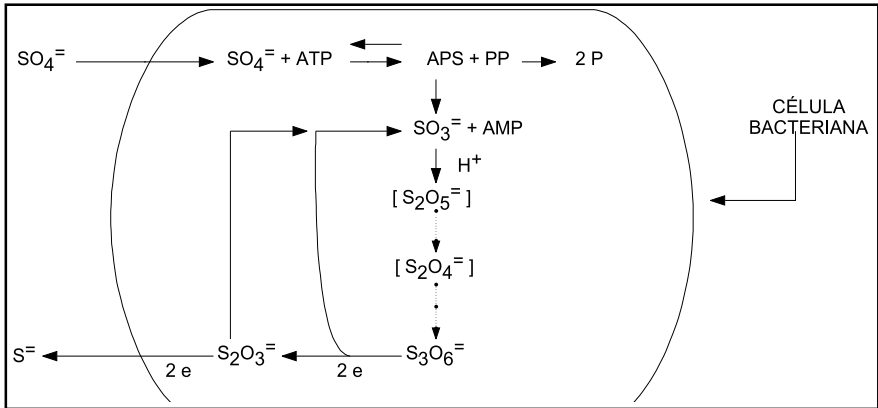 SO₄⁼ SO₄⁼ + ATP APS + PP 2 P
CÉLULA
BACTERIANA
SO₃⁼ + AMP
H⁺
[ S₂O₅⁼ ]
[ S₂O₄⁼ ]
S⁼ S₂O₃⁼ S₃O₆⁼
2 e 2 e